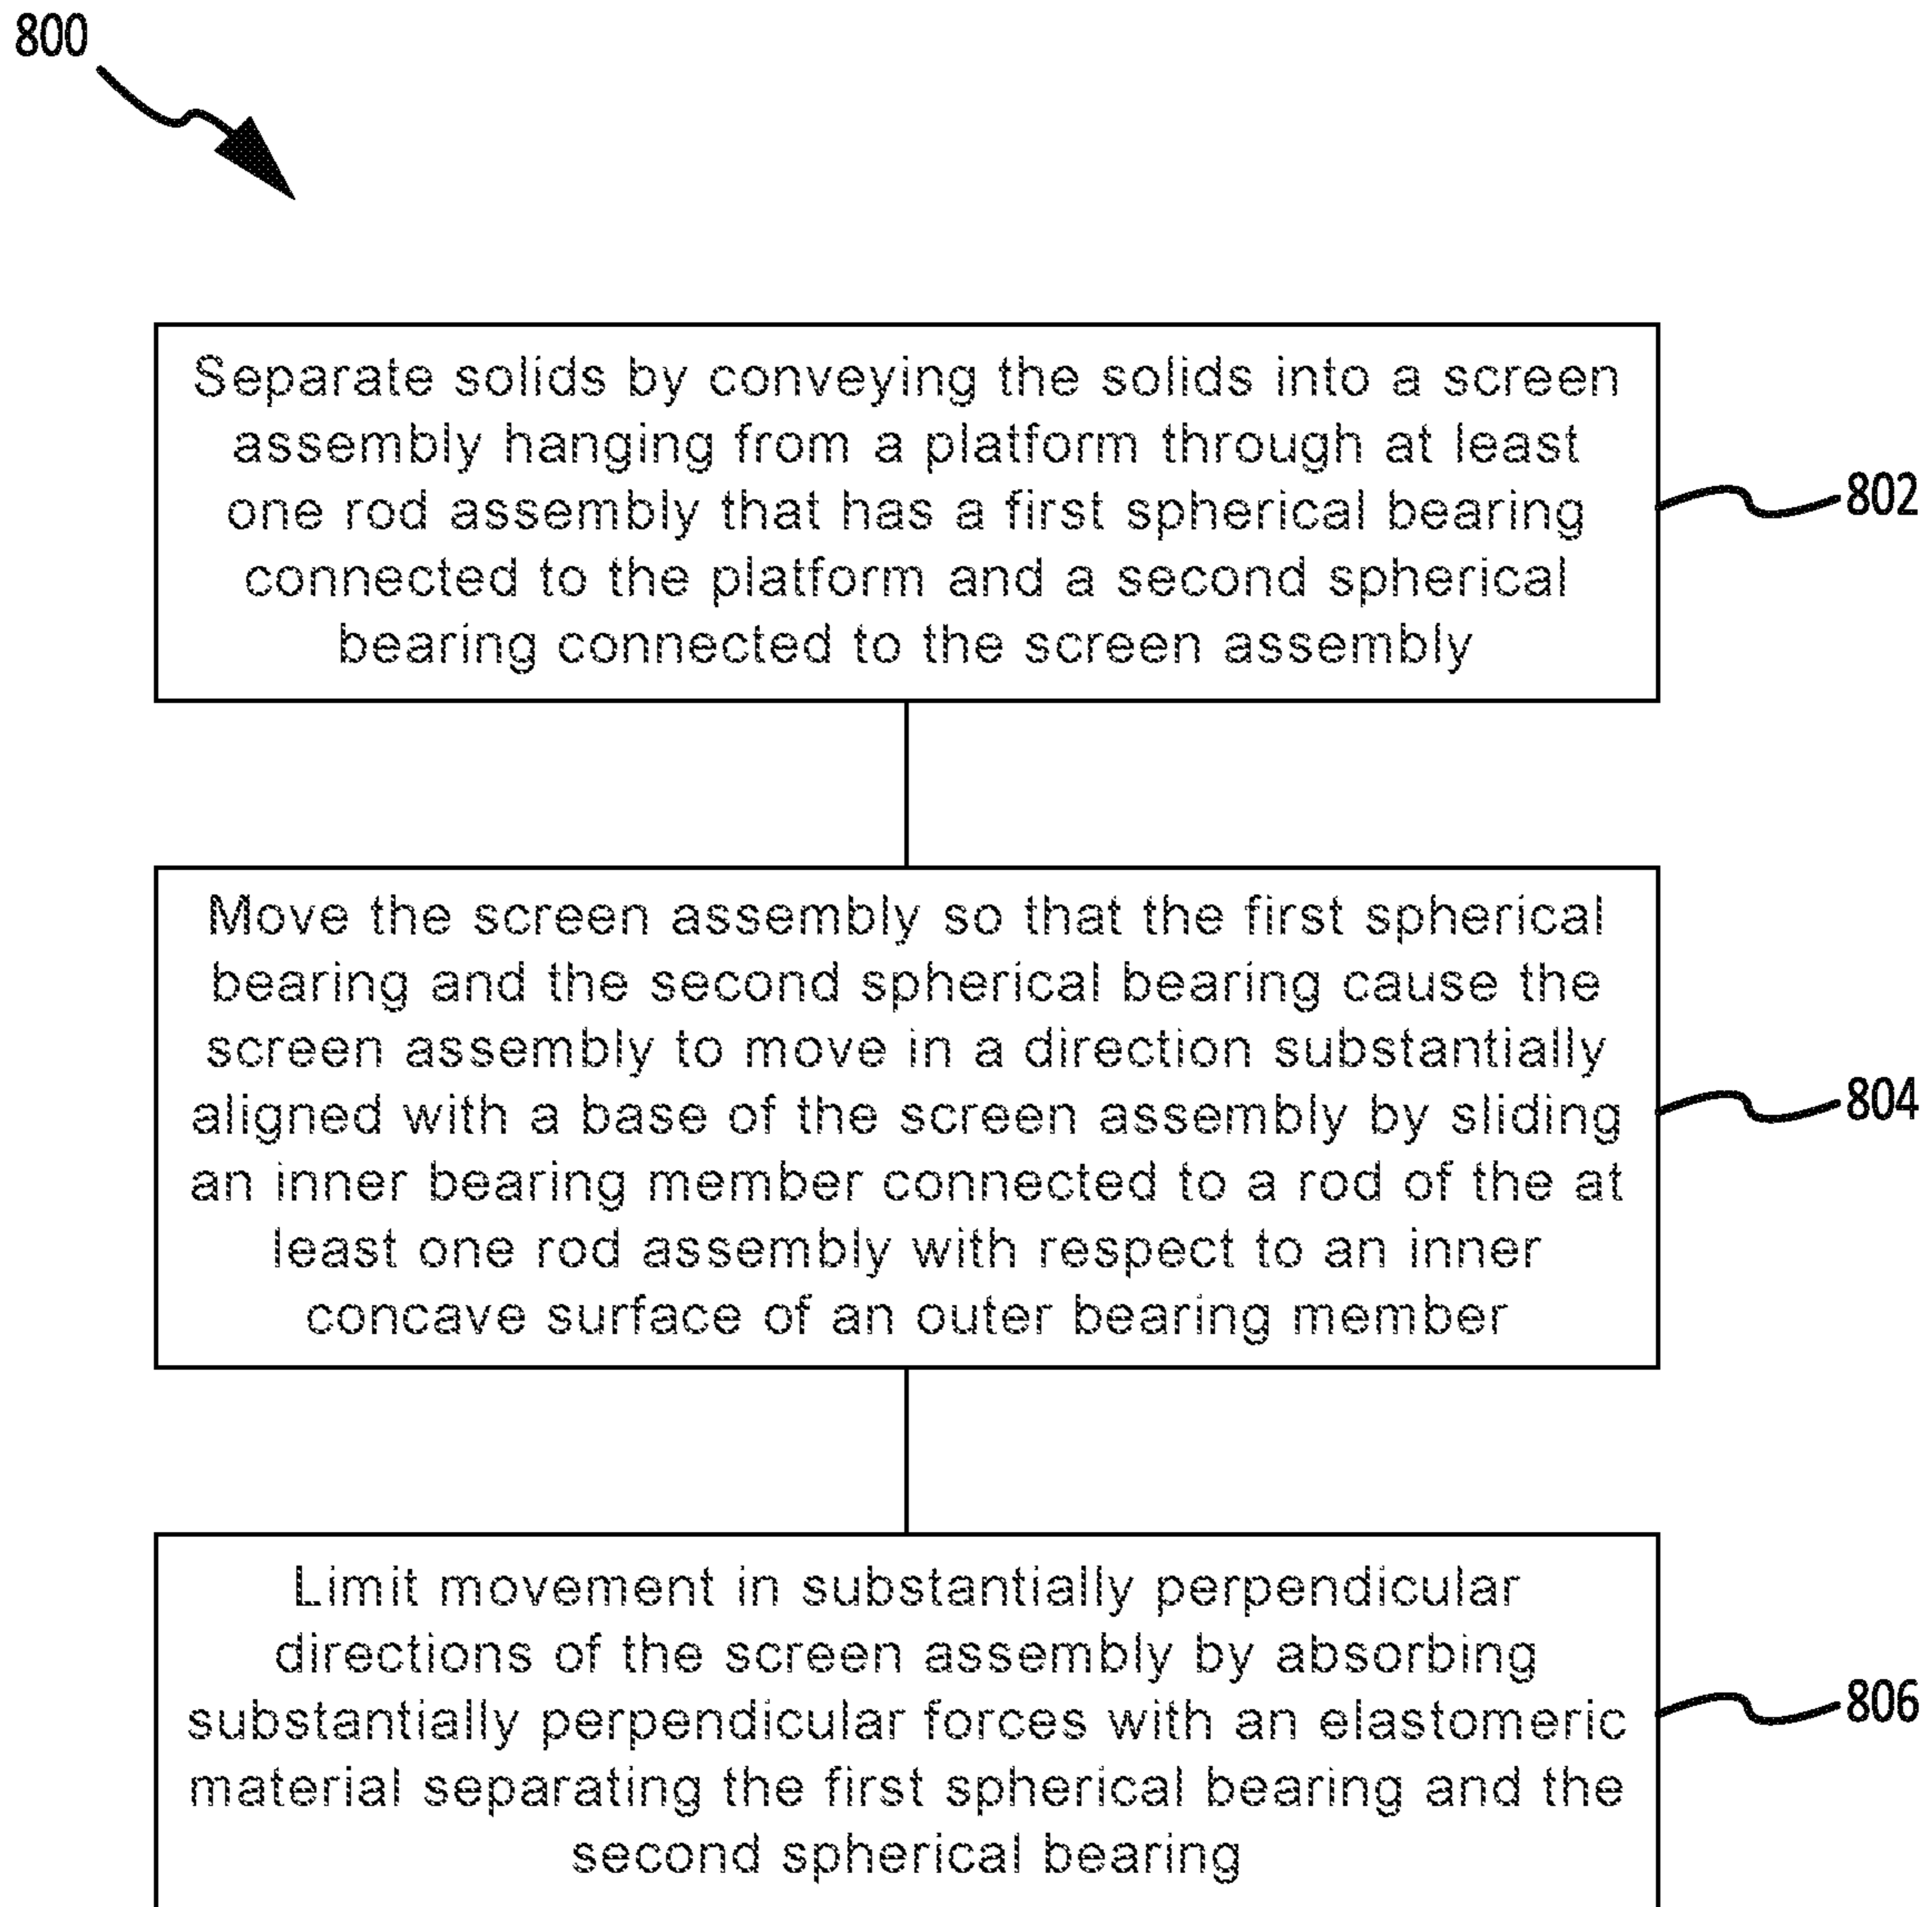 800
Separate solids by conveying the solids into a screen
assembly hanging from a platform through at least
one rod assembly that has a first spherical bearing
connected to the platform and a second spherical
bearing connected to the screen assembly
802
Move the screen assembly so that the first spherical
bearing and the second spherical bearing cause the
screen assembly to move in a direction substantially
aligned with a base of the screen assembly by sliding
an inner bearing member connected to a rod of the at
least one rod assembly with respect to an inner
concave surface of an outer bearing member
804
Limit movement in substantially perpendicular
directions of the screen assembly by absorbing
substantially perpendicular forces with an elastomeric
material separating the first spherical bearing and the
second spherical bearing
806